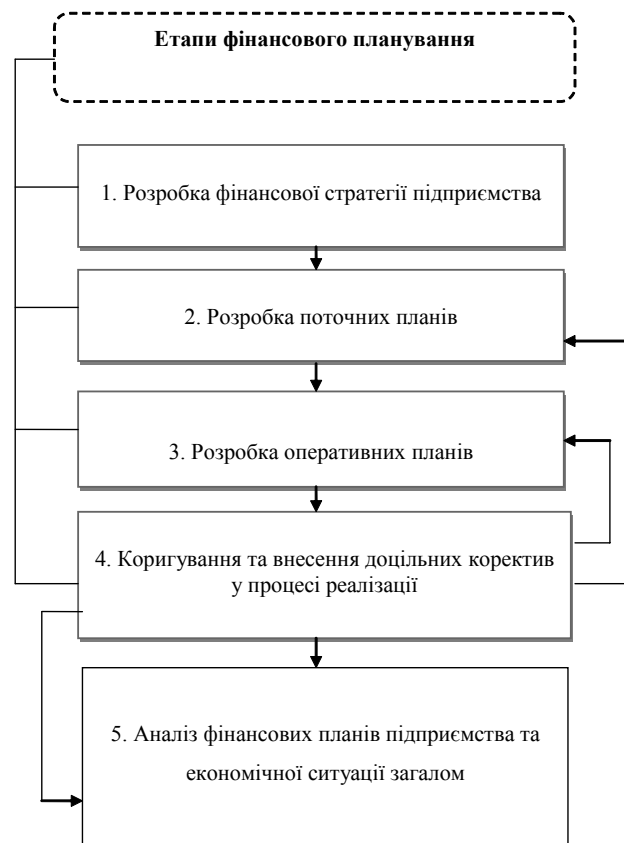 Етапи фінансового планування
1. Розробка фінансової стратегії підприємства
2. Розробка поточних планів
3. Розробка оперативних планів
4. Коригування та внесення доцільних коректив
у процесі реалізації
5. Аналіз фінансових планів підприємства та
економічної ситуації загалом